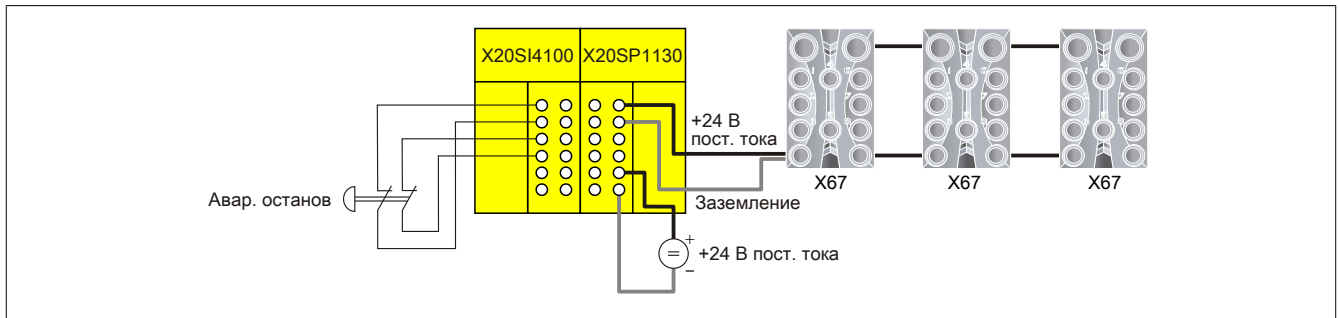 X20SI4100 X20SP1130
+24 В
пост. тока
X67 X67 X67
Авар. останов
Заземление
+
+24 В пост. тока
−